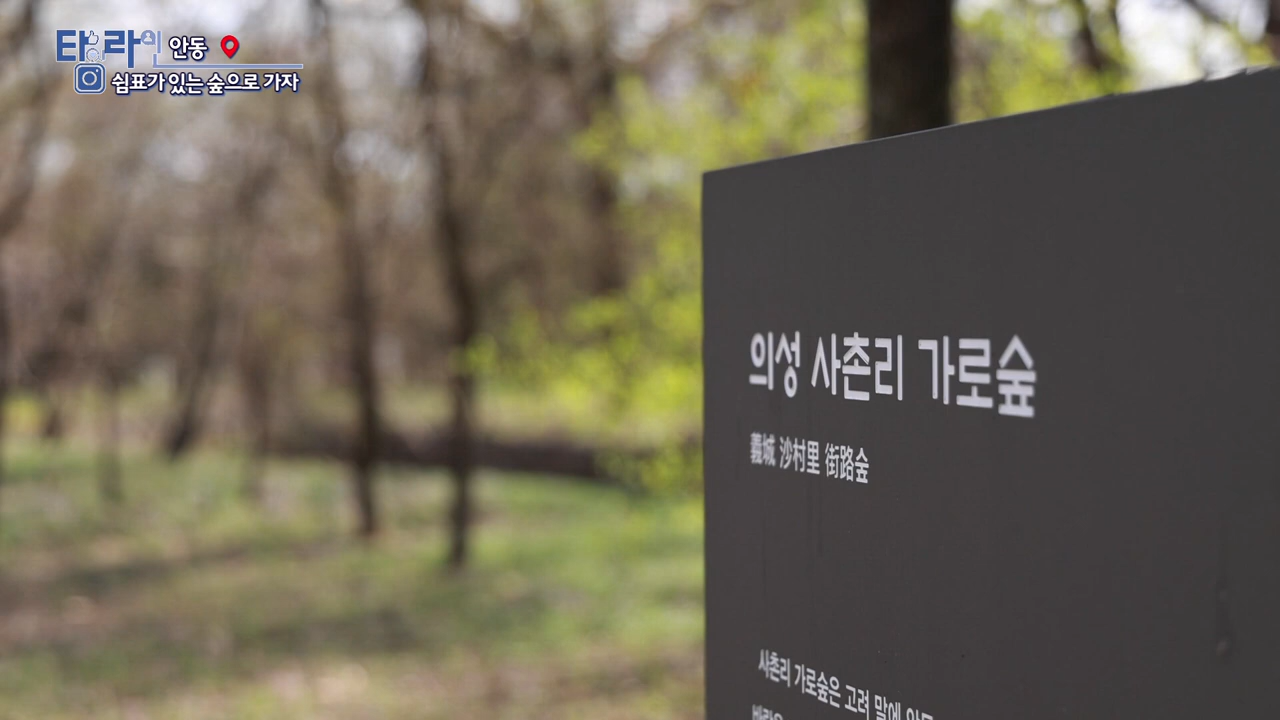 타임라인 안동
쉼표가 있는 숲으로 가자
의성 사촌리 가로숲
義城 沙村里 街路숲
사촌리 가로숲은 고려 말에